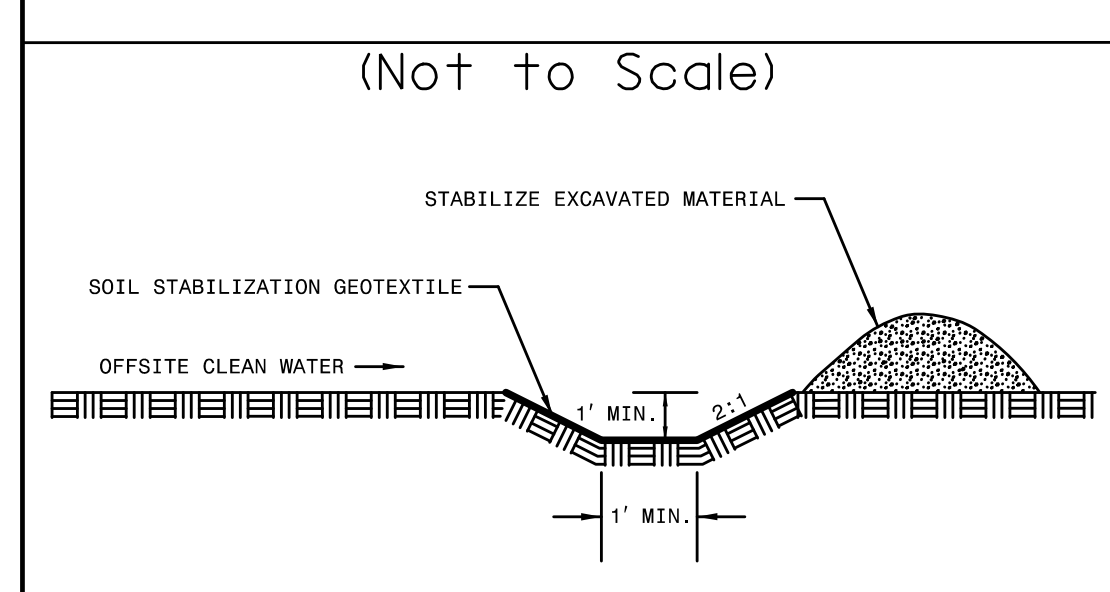 (Not to Scale)
STABILIZE EXCAVATED MATERIAL
SOIL STABILIZATION GEOTEXTILE
OFFSITE CLEAN WATER
1' MIN.
2:1
1' MIN.